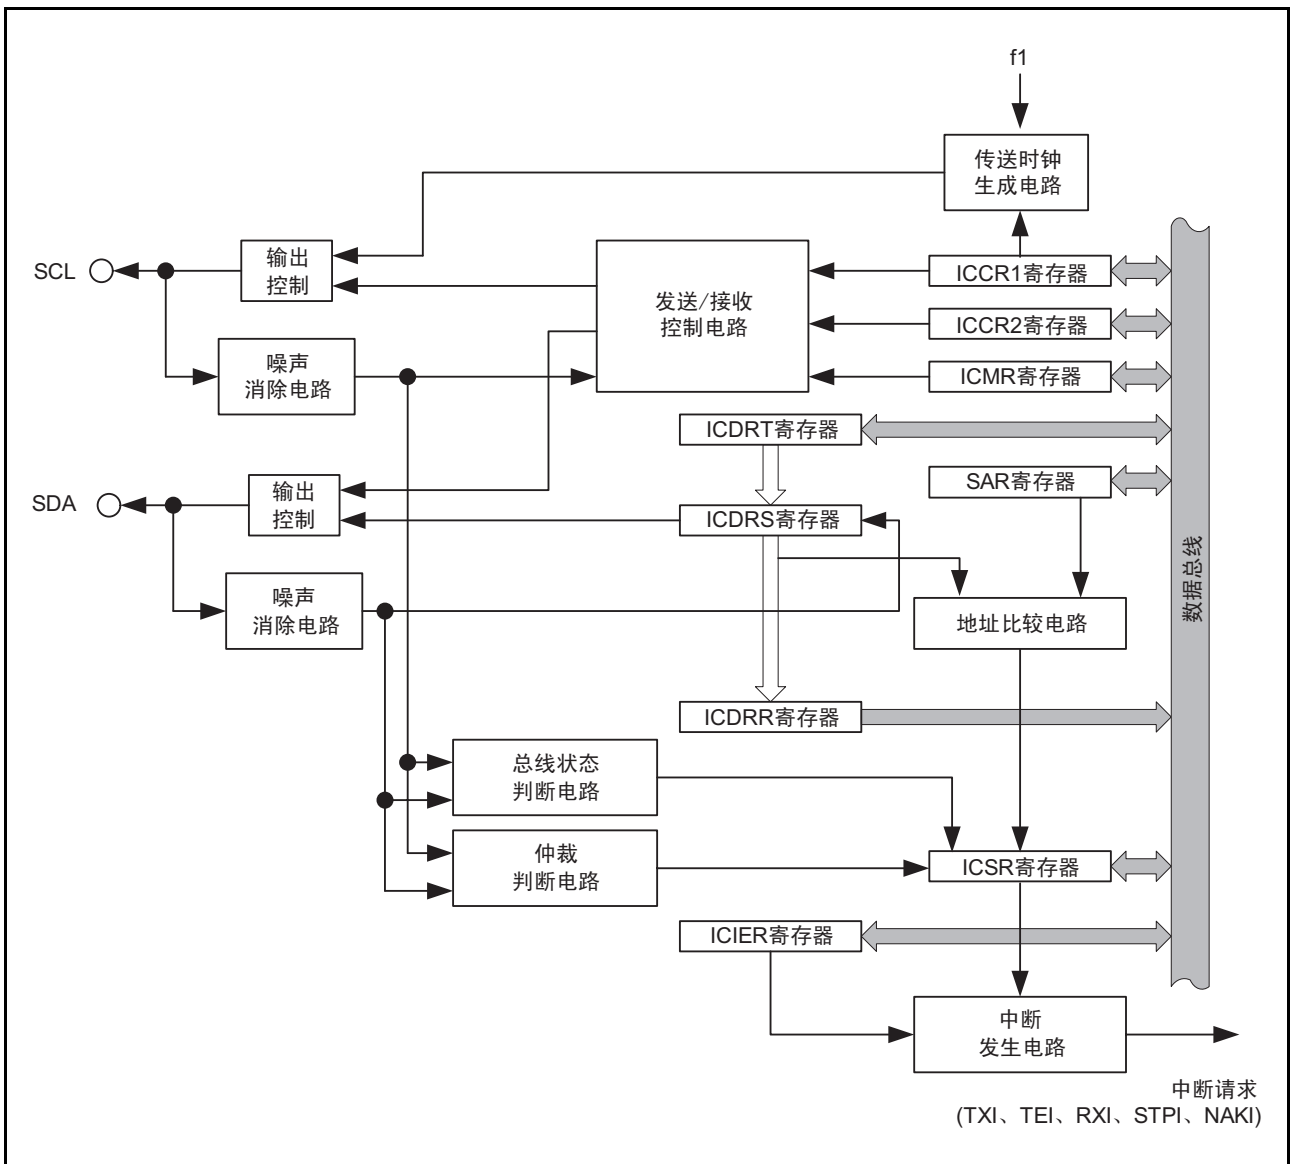 f1
传送时钟
生成电路
SCL
输出
控制
发送/接收
控制电路
ICCR1寄存器
ICCR2寄存器
ICMR寄存器
噪声
消除电路
ICDRT寄存器
SAR寄存器
SDA
输出
控制
ICDRS寄存器
数据总线
噪声
消除电路
地址比较电路
ICDRR寄存器
总线状态
判断电路
仲裁
判断电路
ICSR寄存器
ICIER寄存器
中断
发生电路
中断请求
(TXI、TEI、RXI、STPI、NAKI)